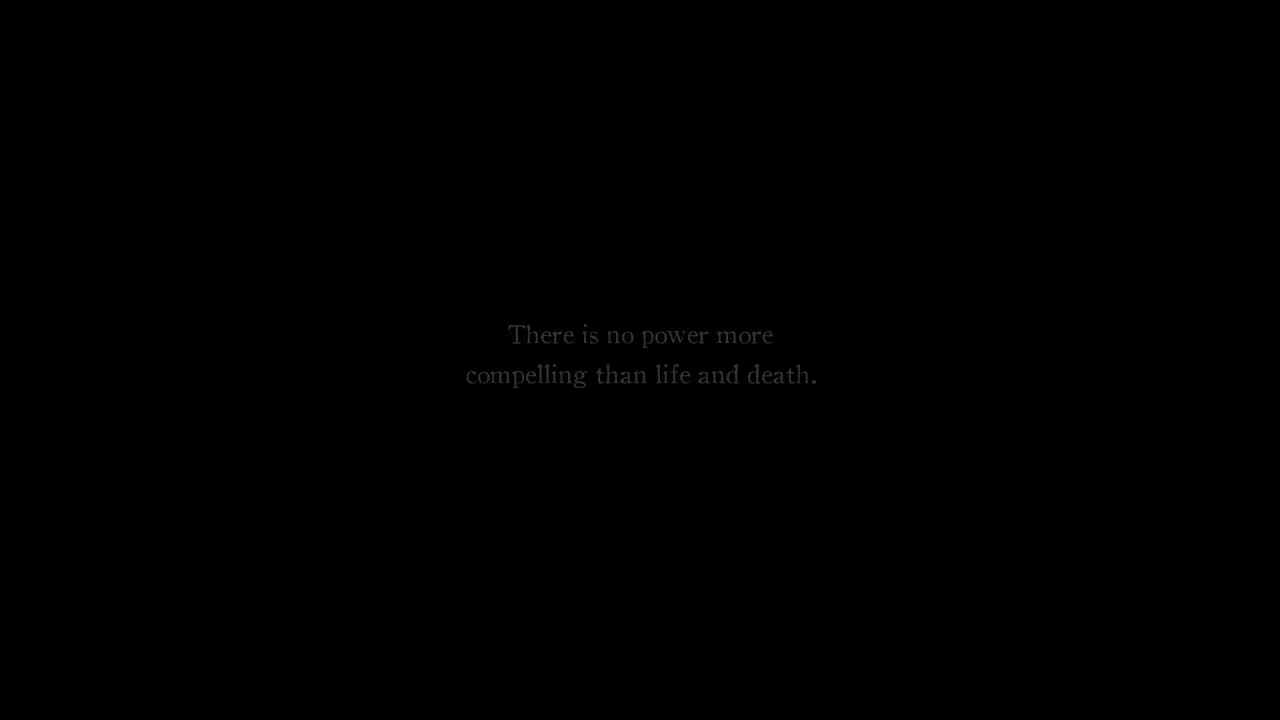 There is no power more
compelling than life and death.